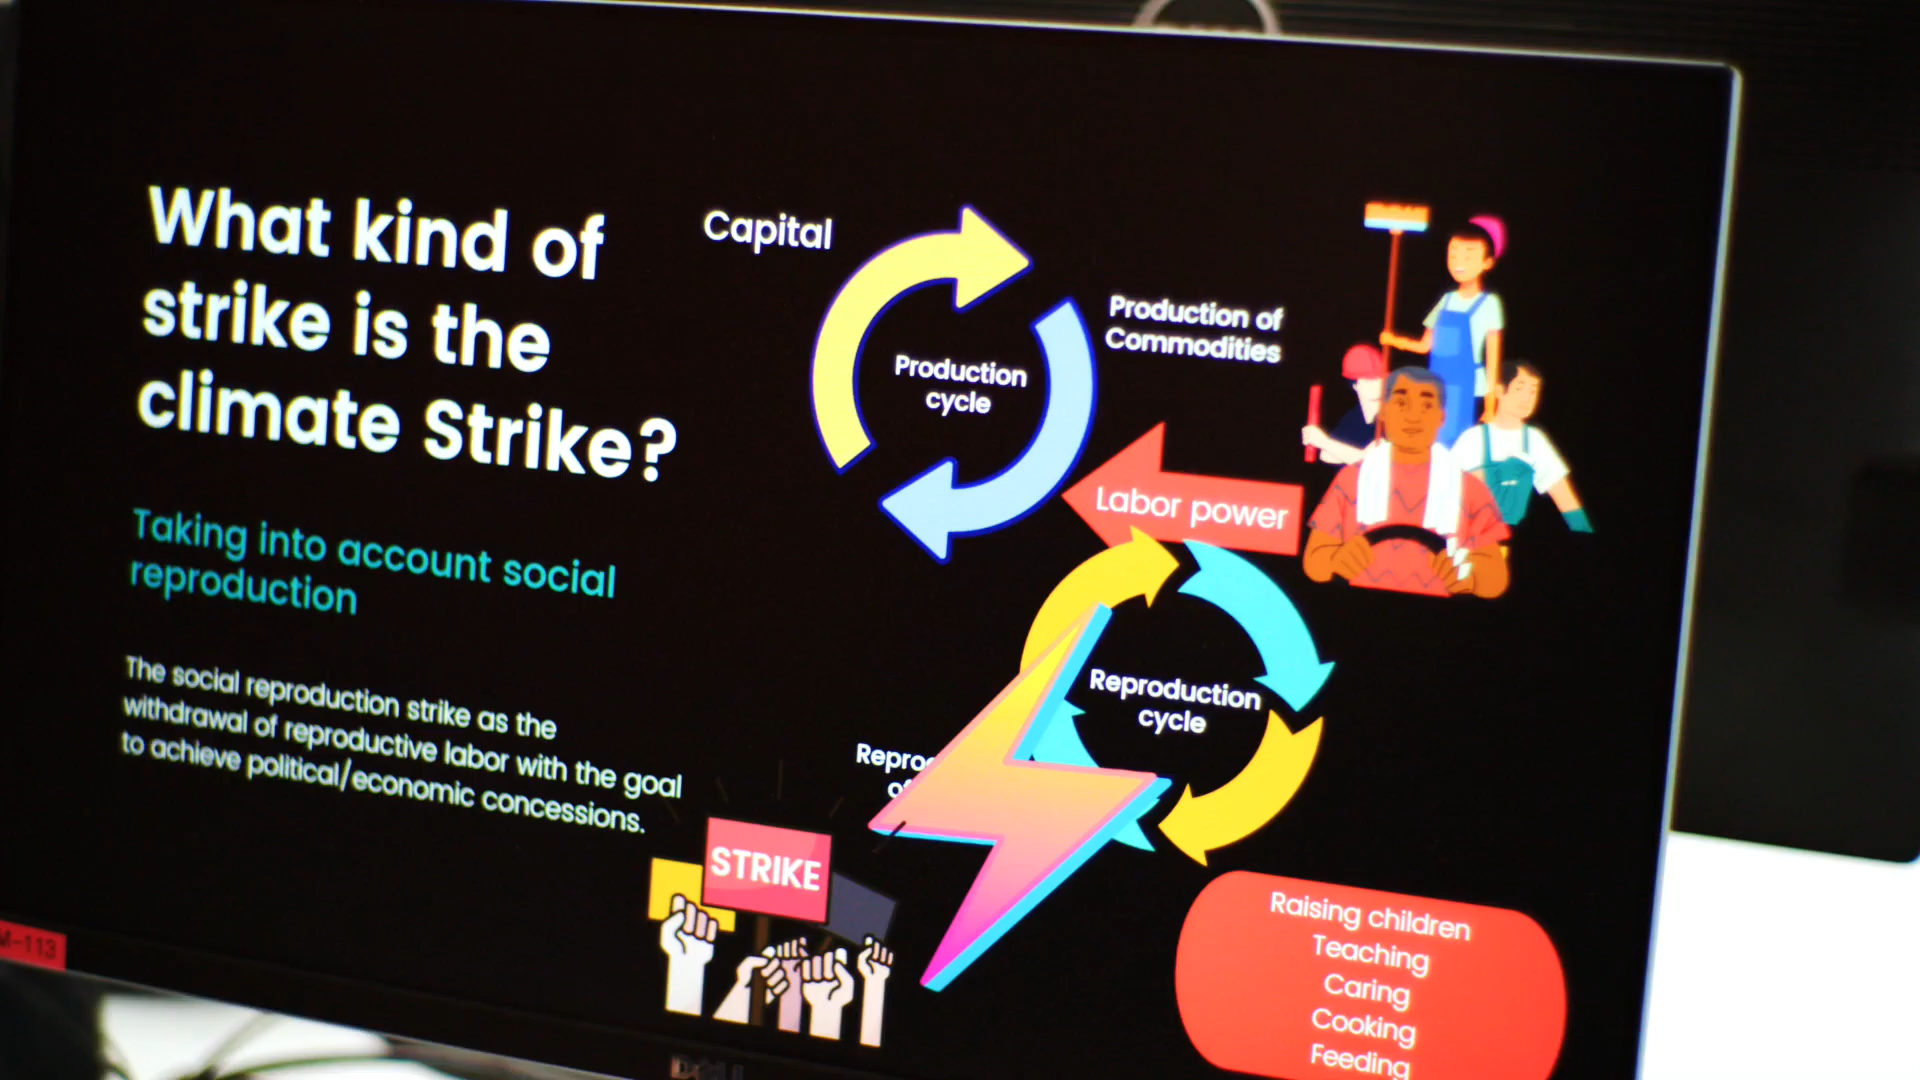 What kind of
strike is the
climate Strike?
Taking into account social
reproduction
The social reproduction strike as the
withdrawal of reproductive labor with the goal
to achieve political/economic concessions.
Capital
Production
cycle
Production of
Commodities
Labor power
Reproduction
cycle
STRIKE
Raising children
Teaching
Caring
Cooking
Feeding
M-113
DELL